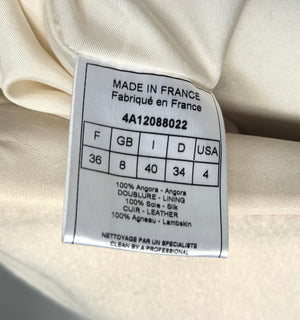 MADE IN FRANCE
Fabriqué en France
4A12088022
F GB I D USA
36 8 40 34 4
100% Angora - Angora
DOUBLURE - LINING
100% Soie - Silk
CUIR - LEATHER
100% Agneau - Lambskin
NETTOYAGE PAR UN SPECIALISTE
CLEAN BY A PROFESSIONAL